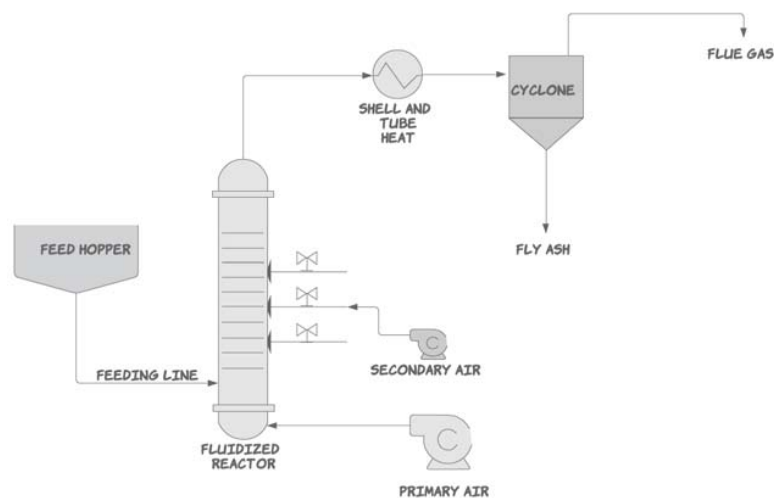 FLUE GAS
CYCLONE
SHELL AND
TUBE
HEAT
FEED HOPPER
FLY ASH
SECONDARY AIR
FEEDING LINE
FLUIDIZED
REACTOR
PRIMARY AIR
C
C